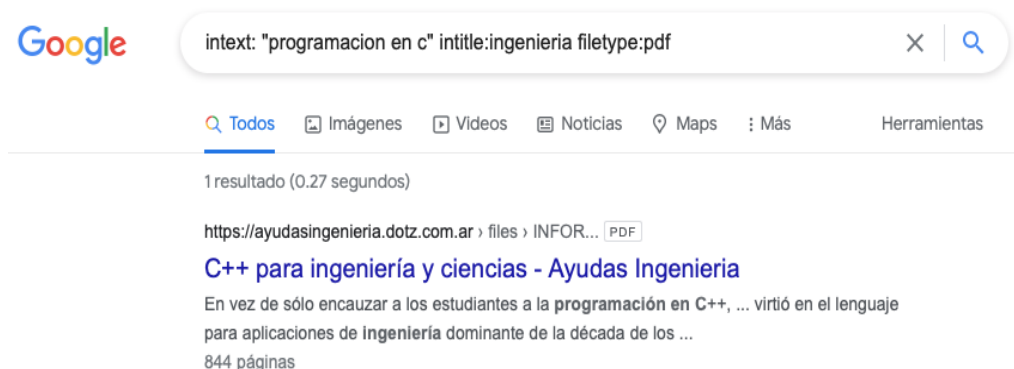 Google
intext: "programacion en c" intitle:ingenieria filetype:pdf
Todos Imágenes Videos Noticias Maps Más Herramientas
1 resultado (0.27 segundos)
https://ayudasingenieria.dotz.com.ar › files › INFOR... PDF
C++ para ingeniería y ciencias - Ayudas Ingenieria
En vez de sólo encauzar a los estudiantes a la programación en C++, ... virtió en el lenguaje
para aplicaciones de ingeniería dominante de la década de los ...
844 páginas